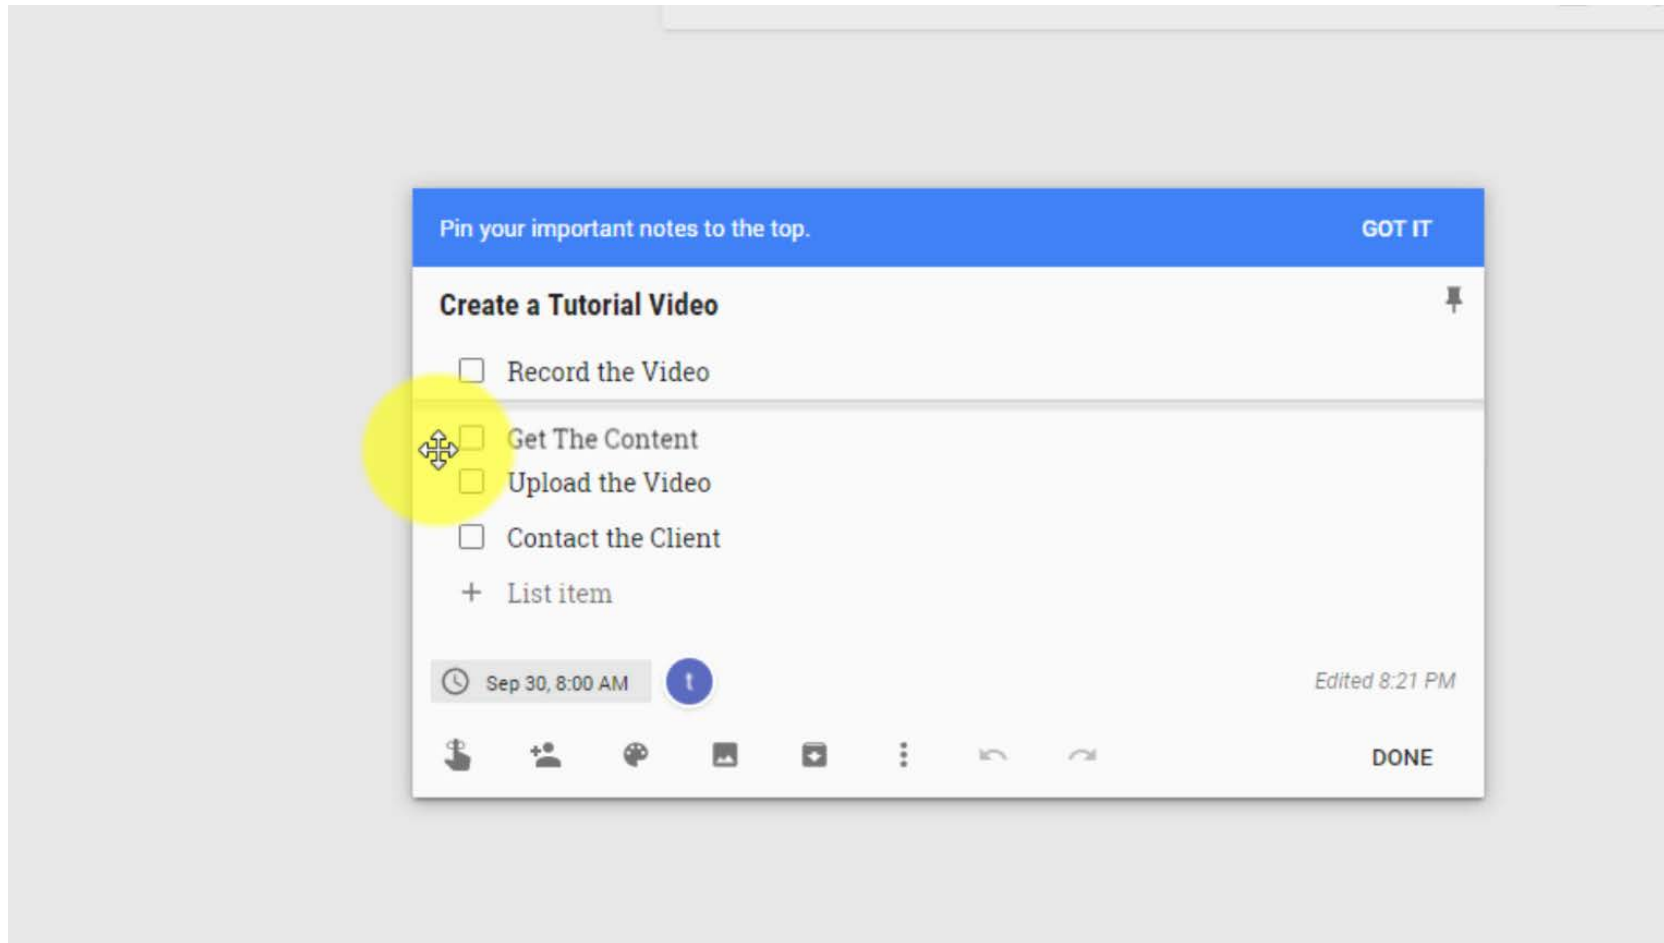 Pin your important notes to the top. GOT IT
Create a Tutorial Video
Record the Video
Get The Content
Upload the Video
Contact the Client
+ List item
Sep 30, 8:00 AM t Edited 8:21 PM
DONE